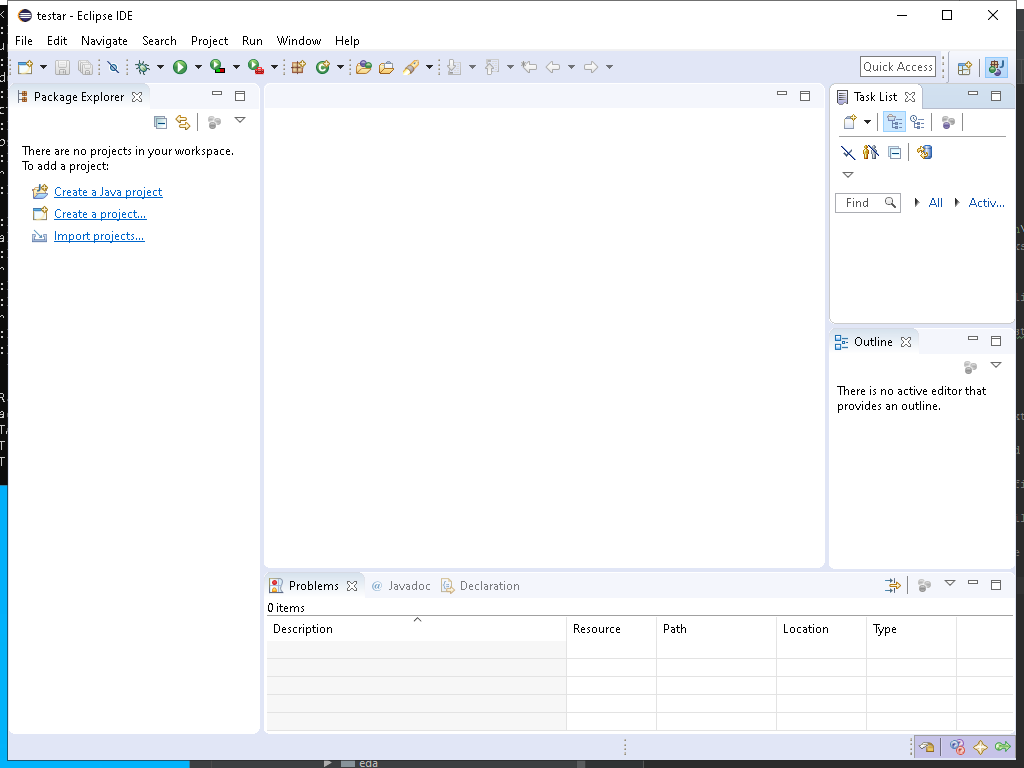 testar - Eclipse IDE
File Edit Navigate Search Project Run Window Help
Quick Access
Package Explorer
There are no projects in your workspace.
To add a project:
Create a Java project
Create a project...
Import projects...
Task List
Find All Activ...
Outline
There is no active editor that
provides an outline.
Problems @ Javadoc Declaration
0 items
Description Resource Path Location Type
eda